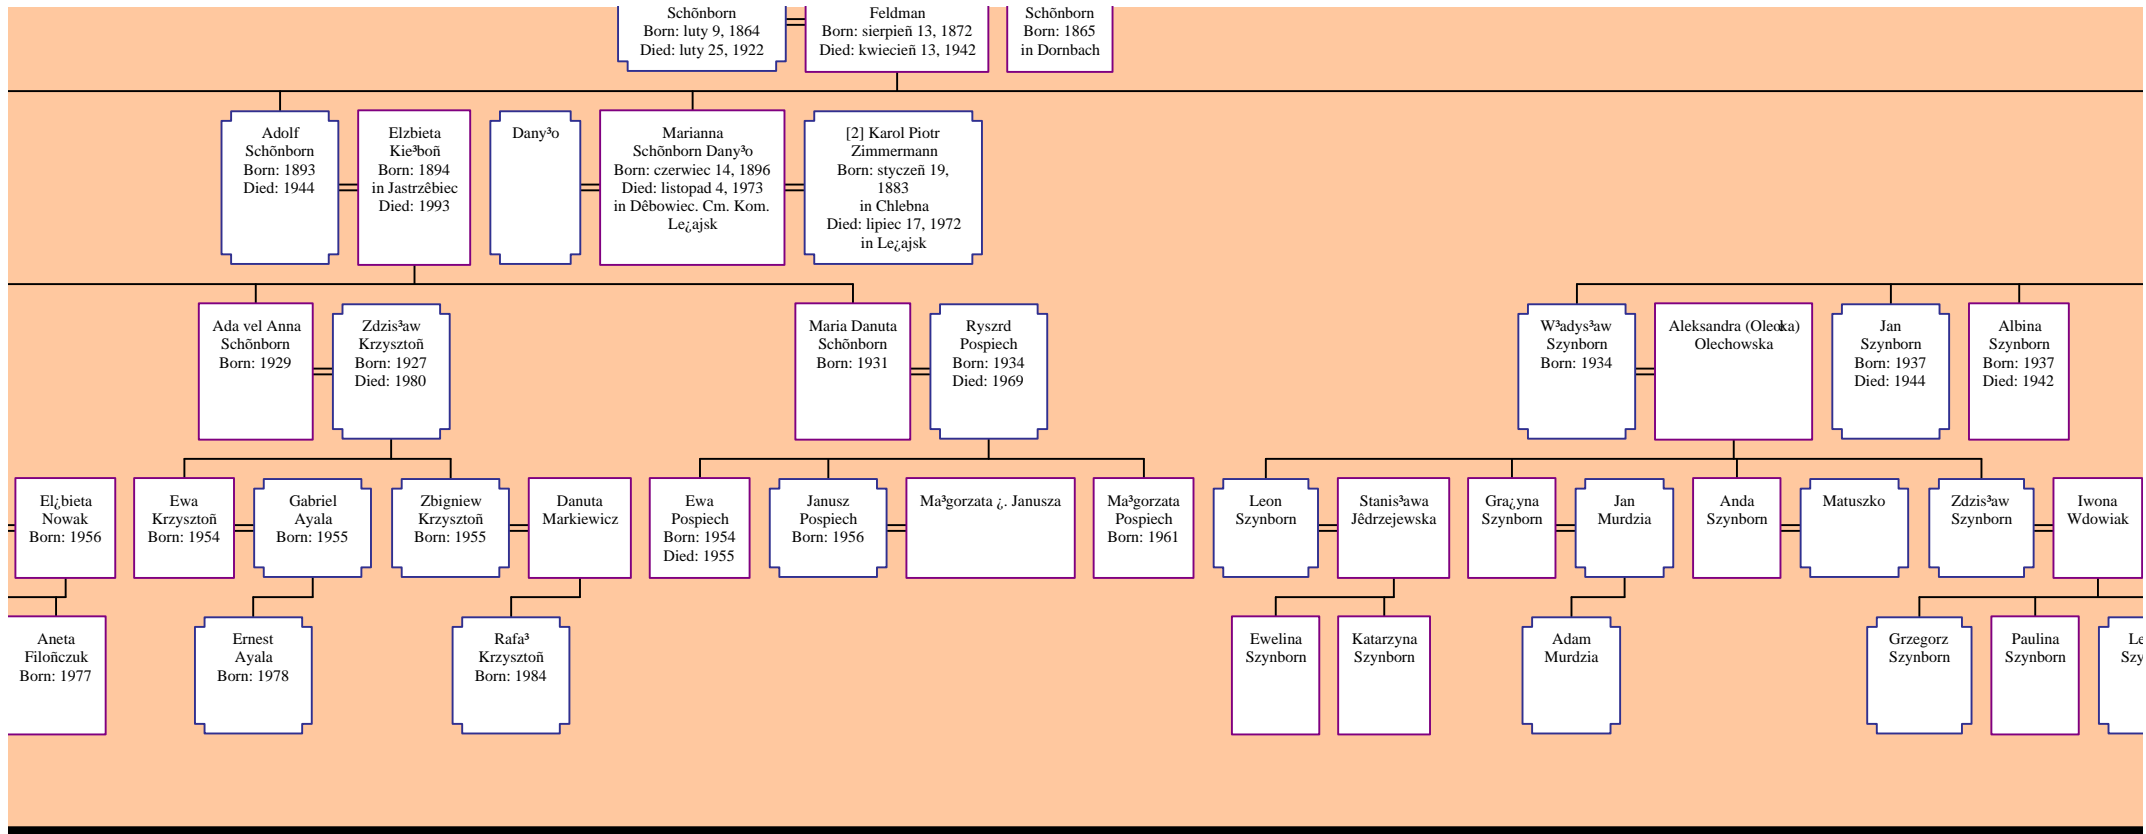 Schõnborn
Born: luty 9, 1864
Died: luty 25, 1922
Feldman
Born: sierpieñ 13, 1872
Died: kwiecieñ 13, 1942
Schõnborn
Born: 1865
in Dornbach
Adolf
Schõnborn
Born: 1893
Died: 1944
Elzbieta
Kie³boñ
Born: 1894
in Jastrzêbiec
Died: 1993
Dany³o
Marianna
Schõnborn Dany³o
Born: czerwiec 14, 1896
Died: listopad 4, 1973
in Dêbowiec. Cm. Kom.
Le¿ajsk
[2] Karol Piotr
Zimmermann
Born: styczeñ 19,
1883
in Chlebna
Died: lipiec 17, 1972
in Le¿ajsk
Ada vel Anna
Schõnborn
Born: 1929
Zdzis³aw
Krzysztoñ
Born: 1927
Died: 1980
Maria Danuta
Schõnborn
Born: 1931
Ryszrd
Pospiech
Born: 1934
Died: 1969
W³adys³aw
Szynborn
Born: 1934
Aleksandra
Olechowska
Jan
Szynborn
Born: 1937
Died: 1944
Albina
Szynborn
Born: 1937
Died: 1942
El¿bieta
Nowak
Born: 1956
Ewa
Krzysztoñ
Born: 1954
Gabriel
Ayala
Born: 1955
Zbigniew
Krzysztoñ
Born: 1955
Danuta
Markiewicz
Ewa
Pospiech
Born: 1954
Died: 1955
Janusz
Pospiech
Born: 1956
Ma³gorzata ¿. Janusza
Ma³gorzata
Pospiech
Born: 1961
Leon
Szynborn
Stanis³awa
Jêdrzejewska
Gra¿yna
Szynborn
Jan
Murdzia
Anda
Szynborn
Matuszko
Zdzis³aw
Szynborn
Iwona
Wdowiak
Aneta
Filoñczuk
Born: 1977
Ernest
Ayala
Born: 1978
Rafa³
Krzysztoñ
Born: 1984
Ewelina
Szynborn
Katarzyna
Szynborn
Adam
Murdzia
Grzegorz
Szynborn
Paulina
Szynborn
Le
Szy